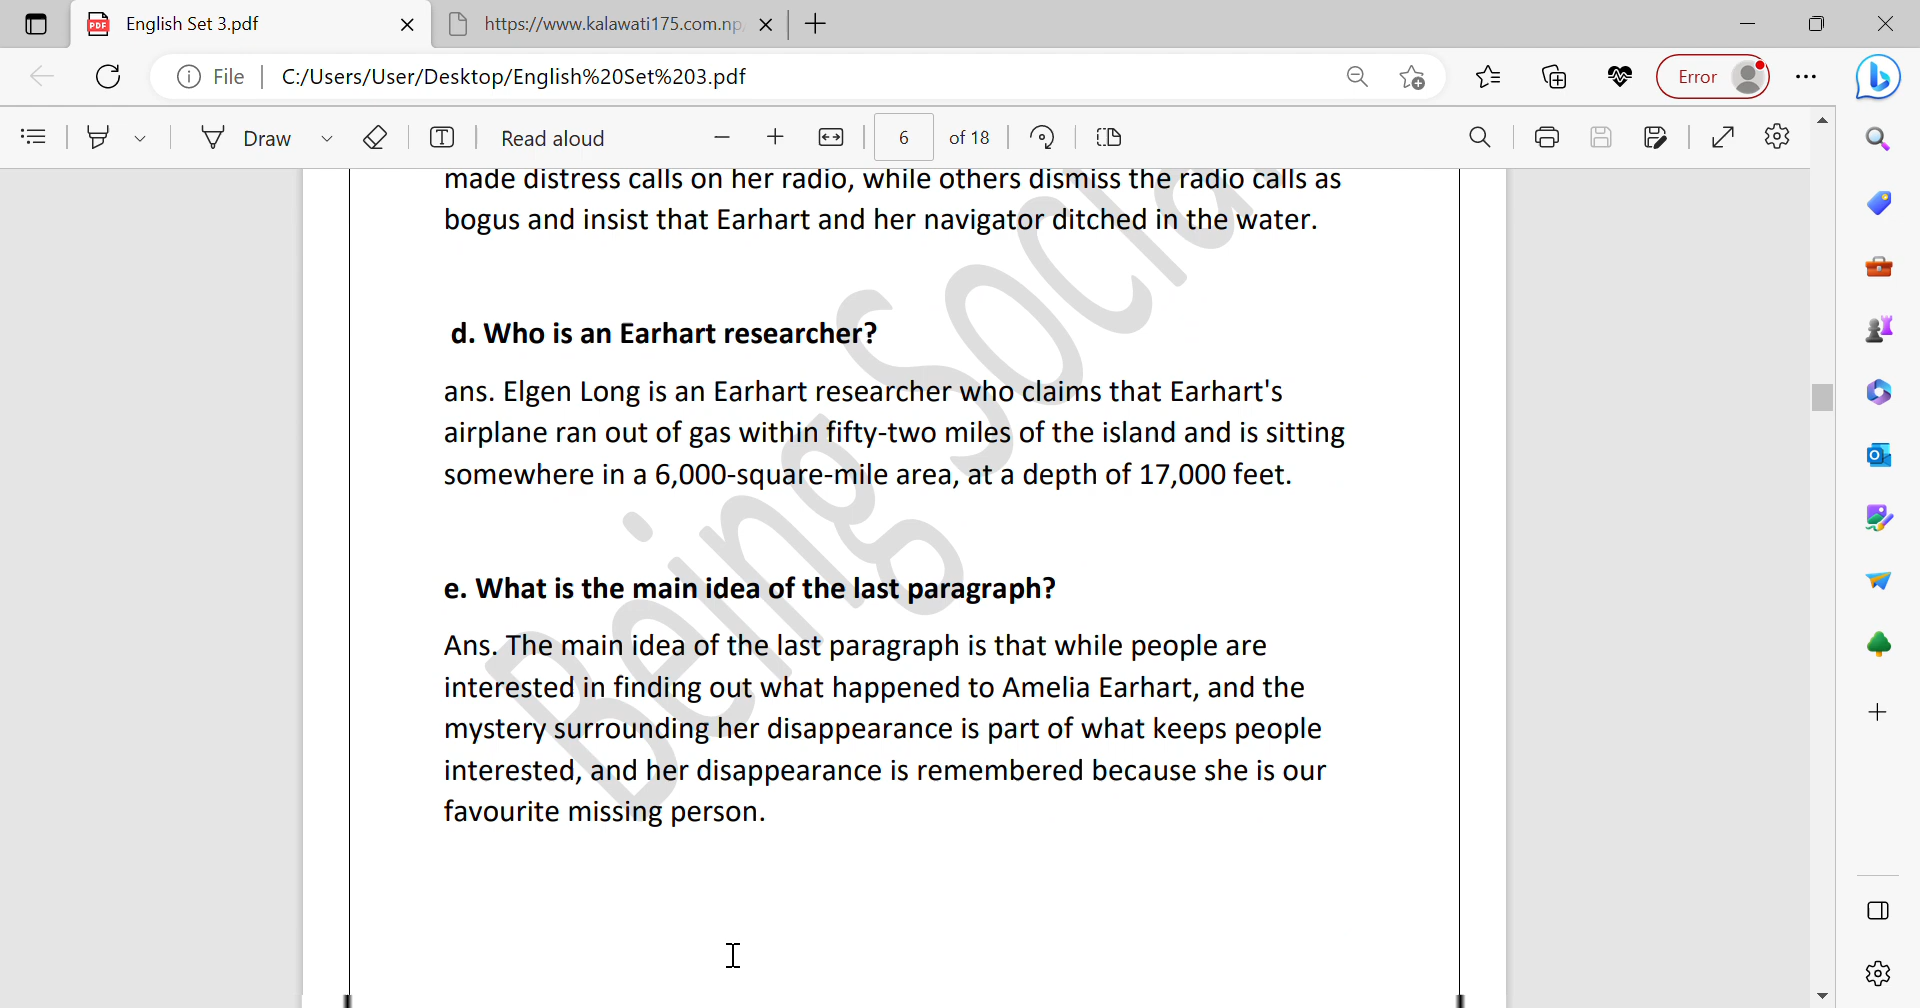 English Set 3.pdf
https://www.kalawati175.com.np/
File
C:/Users/User/Desktop/English%20Set%203.pdf
Error
Draw
Read aloud
6
of 18
made distress calls on her radio, while others dismiss the radio calls as
bogus and insist that Earhart and her navigator ditched in the water.
d. Who is an Earhart researcher?
ans. Elgen Long is an Earhart researcher who claims that Earhart's
airplane ran out of gas within fifty-two miles of the island and is sitting
somewhere in a 6,000-square-mile area, at a depth of 17,000 feet.
e. What is the main idea of the last paragraph?
Ans. The main idea of the last paragraph is that while people are
interested in finding out what happened to Amelia Earhart, and the
mystery surrounding her disappearance is part of what keeps people
interested, and her disappearance is remembered because she is our
favourite missing person.
Being Socia